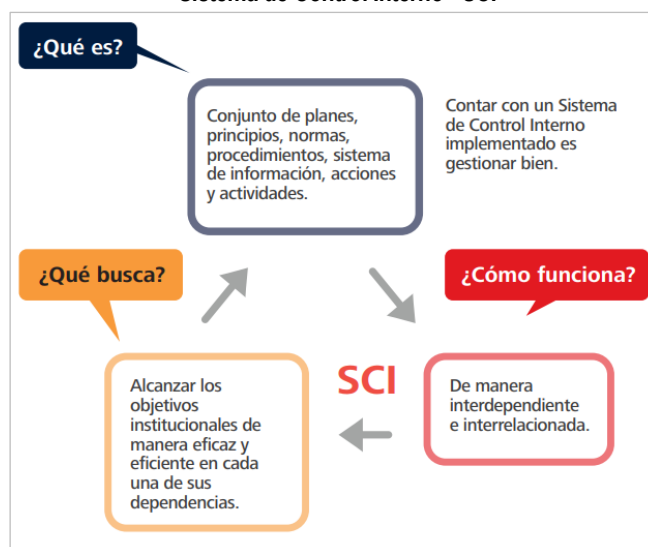 ¿Qué es?
Conjunto de planes,
principios, normas,
procedimientos, sistema
de información, acciones
y actividades.
Contar con un Sistema
de Control Interno
implementado es
gestionar bien.
¿Qué busca?
¿Cómo funciona?
Alcanzar los
objetivos
institucionales de
manera eficaz y
eficiente en cada
una de sus
dependencias.
SCI
De manera
interdependiente
e interrelacionada.